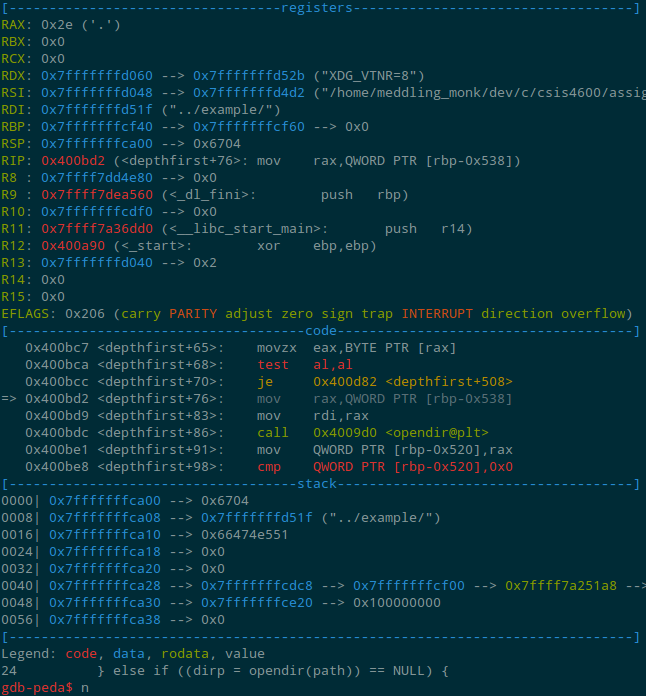 [----------------------------------registers-----------------------------------]
RAX: 0x2e ('.')
RBX: 0x0
RCX: 0x0
RDX: 0x7fffffffd060 --> 0x7fffffffd52b ("XDG_VTNR=8")
RSI: 0x7fffffffd048 --> 0x7fffffffd4d2 ("/home/meddling_monk/dev/c/csis4600/assig
RDI: 0x7fffffffd51f ("../example/")
RBP: 0x7fffffffcf40 --> 0x7fffffffcf60 --> 0x0
RSP: 0x7fffffffca00 --> 0x6704
RIP: 0x400bd2 (<depthfirst+76>: mov    rax,QWORD PTR [rbp-0x538])
R8 : 0x7ffff7dd4e80 --> 0x0
R9 : 0x7ffff7dea560 (<_dl_fini>:        push   rbp)
R10: 0x7fffffffcdf0 --> 0x0
R11: 0x7ffff7a36dd0 (<__libc_start_main>:       push   r14)
R12: 0x400a90 (<_start>:        xor    ebp,ebp)
R13: 0x7fffffffd040 --> 0x2
R14: 0x0
R15: 0x0
EFLAGS: 0x206 (carry PARITY adjust zero sign trap INTERRUPT direction overflow)
[-------------------------------------code-------------------------------------]
   0x400bc7 <depthfirst+65>:    movzx  eax,BYTE PTR [rax]
   0x400bca <depthfirst+68>:    test   al,al
   0x400bcc <depthfirst+70>:    je     0x400d82 <depthfirst+508>
=> 0x400bd2 <depthfirst+76>:    mov    rax,QWORD PTR [rbp-0x538]
   0x400bd9 <depthfirst+83>:    mov    rdi,rax
   0x400bdc <depthfirst+86>:    call   0x4009d0 <opendir@plt>
   0x400be1 <depthfirst+91>:    mov    QWORD PTR [rbp-0x520],rax
   0x400be8 <depthfirst+98>:    cmp    QWORD PTR [rbp-0x520],0x0
[------------------------------------stack-------------------------------------]
0000| 0x7fffffffca00 --> 0x6704
0008| 0x7fffffffca08 --> 0x7fffffffd51f ("../example/")
0016| 0x7fffffffca10 --> 0x66474e551
0024| 0x7fffffffca18 --> 0x0
0032| 0x7fffffffca20 --> 0x0
0040| 0x7fffffffca28 --> 0x7fffffffcdc8 --> 0x7fffffffcf00 --> 0x7ffff7a251a8 -->
0048| 0x7fffffffca30 --> 0x7fffffffce20 --> 0x100000000
0056| 0x7fffffffca38 --> 0x0
[------------------------------------------------------------------------------]
Legend: code, data, rodata, value
24          } else if ((dirp = opendir(path)) == NULL) {
gdb-peda$ n